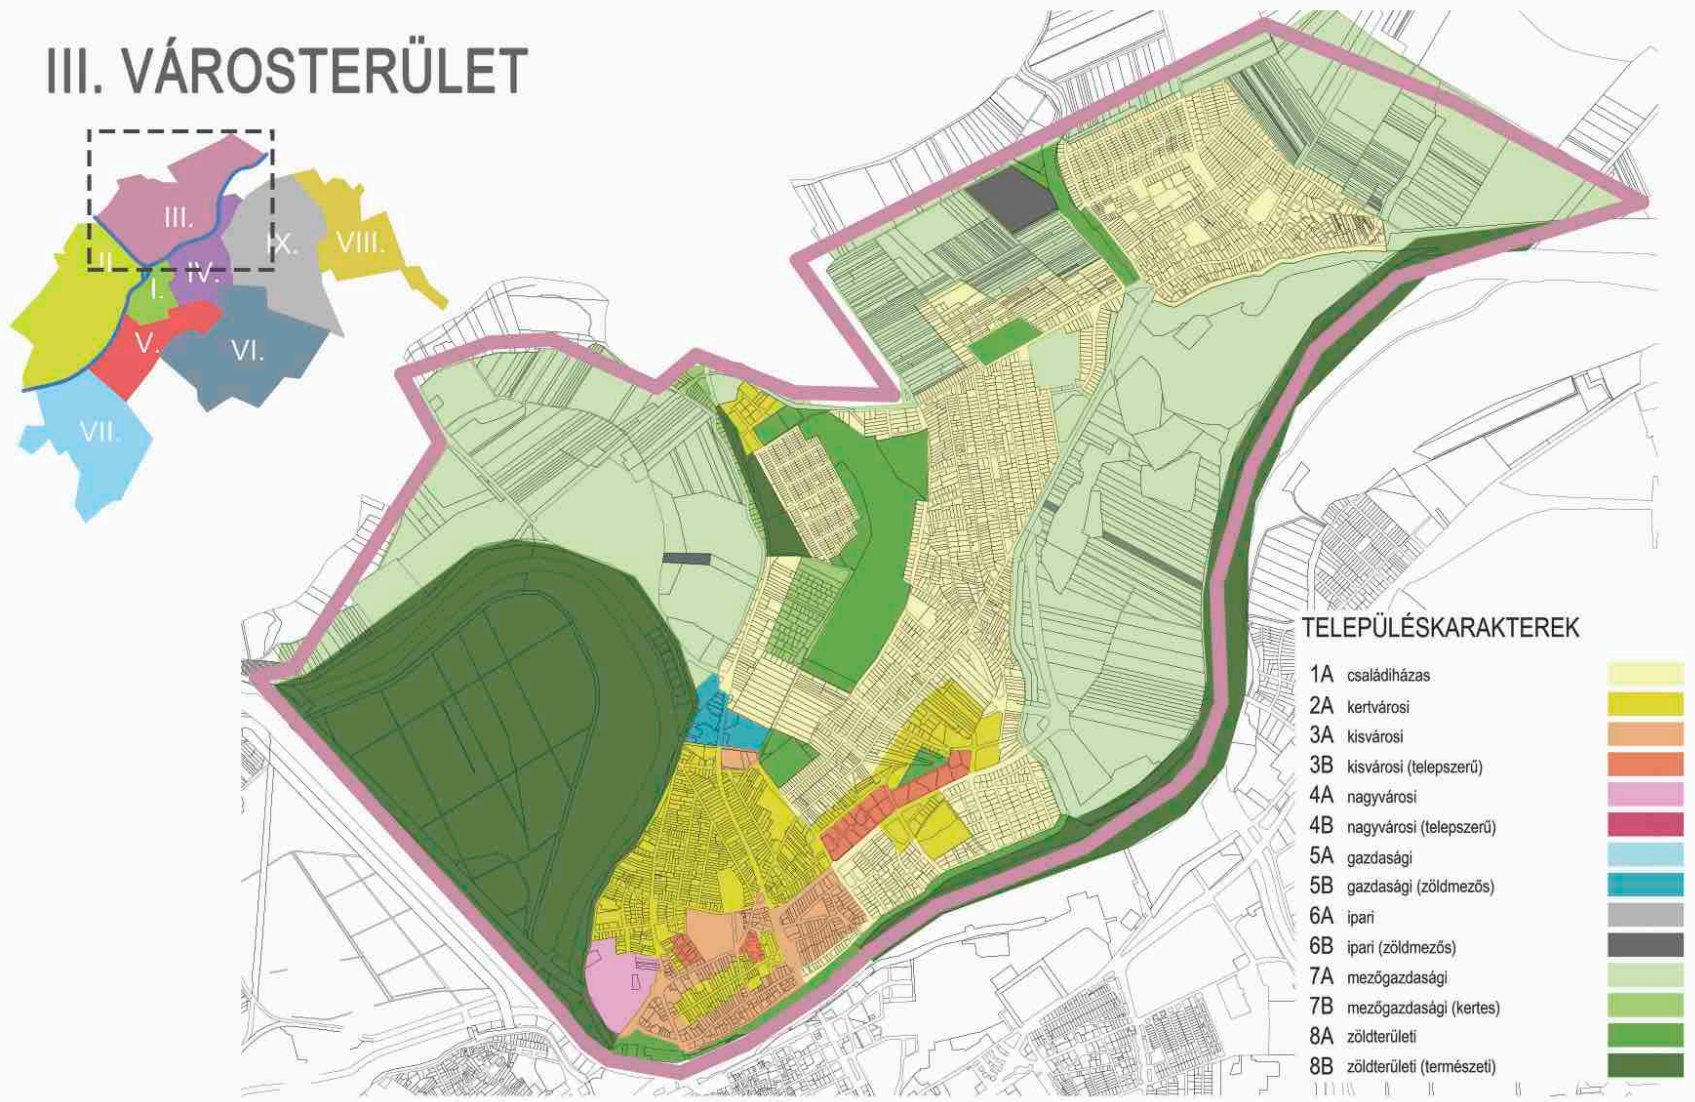 III. VÁROSTERÜLET
III.
II.
I.
IV.
IX.
VIII.
V.
VI.
VII.
TELEPÜLÉSKARAKTEREK
1A családiházas
2A kertvárosi
3A kisvárosi
3B kisvárosi (telepszerű)
4A nagyvárosi
4B nagyvárosi (telepszerű)
5A gazdasági
5B gazdasági (zöldmezős)
6A ipari
6B ipari (zöldmezős)
7A mezőgazdasági
7B mezőgazdasági (kertes)
8A zöldterületi
8B zöldterületi (természeti)